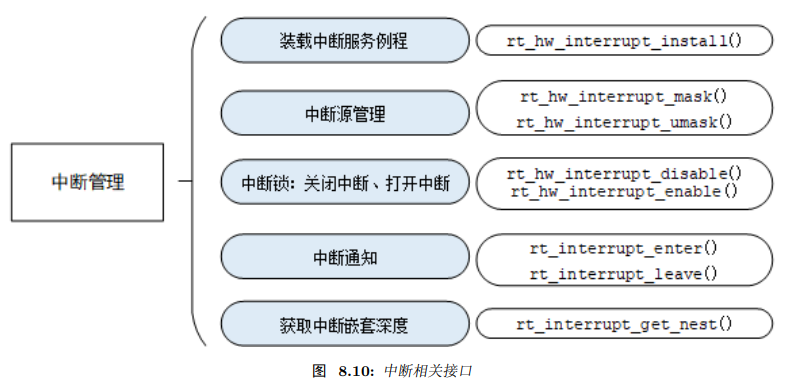 中断管理
装载中断服务例程
rt_hw_interrupt_install()
中断源管理
rt_hw_interrupt_mask()
rt_hw_interrupt_umask()
中断锁：关闭中断、打开中断
rt_hw_interrupt_disable()
rt_hw_interrupt_enable()
中断通知
rt_interrupt_enter()
rt_interrupt_leave()
获取中断嵌套深度
rt_interrupt_get_nest()
图 8.10: 中断相关接口